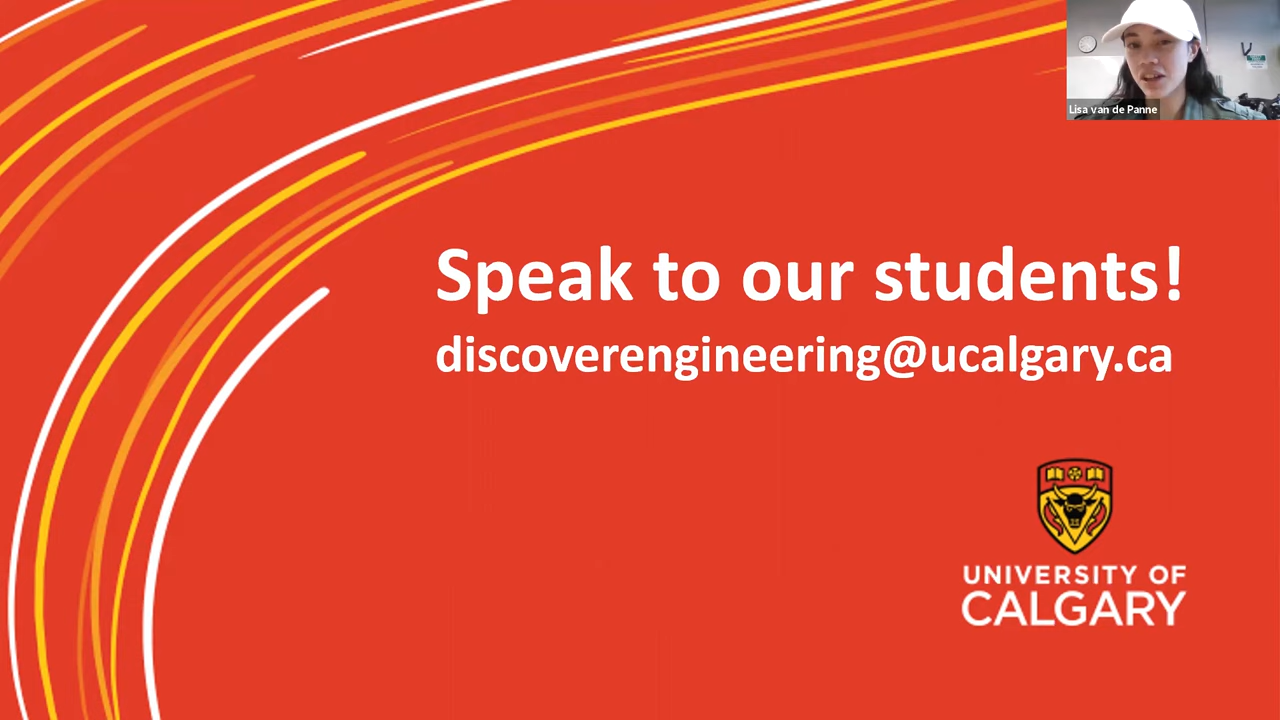 Lisa van de Panne
Speak to our students!
discoverengineering@ucalgary.ca
UNIVERSITY OF
CALGARY